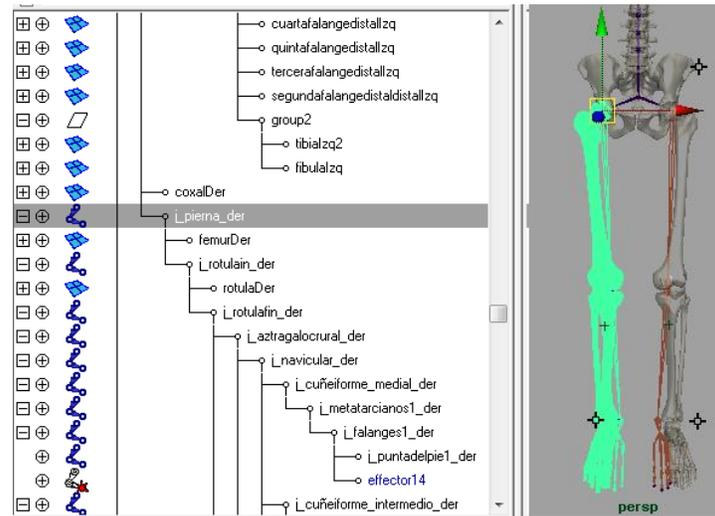 cuartafalangedistalIzq
quintafalangedistalIzq
tercerafalangedistalIzq
segundafalangedistaldistalIzq
group2
tibiaIzq2
fibulaIzq
coxalDer
j_pierna_der
femurDer
j_rotulain_der
rotulaDer
j_rotulafin_der
j_aztragalocrural_der
j_navicular_der
j_cuñeiforme_medial_der
j_metatarcianos1_der
j_falanges1_der
j_puntadelpie1_der
effector14
j_cuñeiforme_intermedio_der
persp